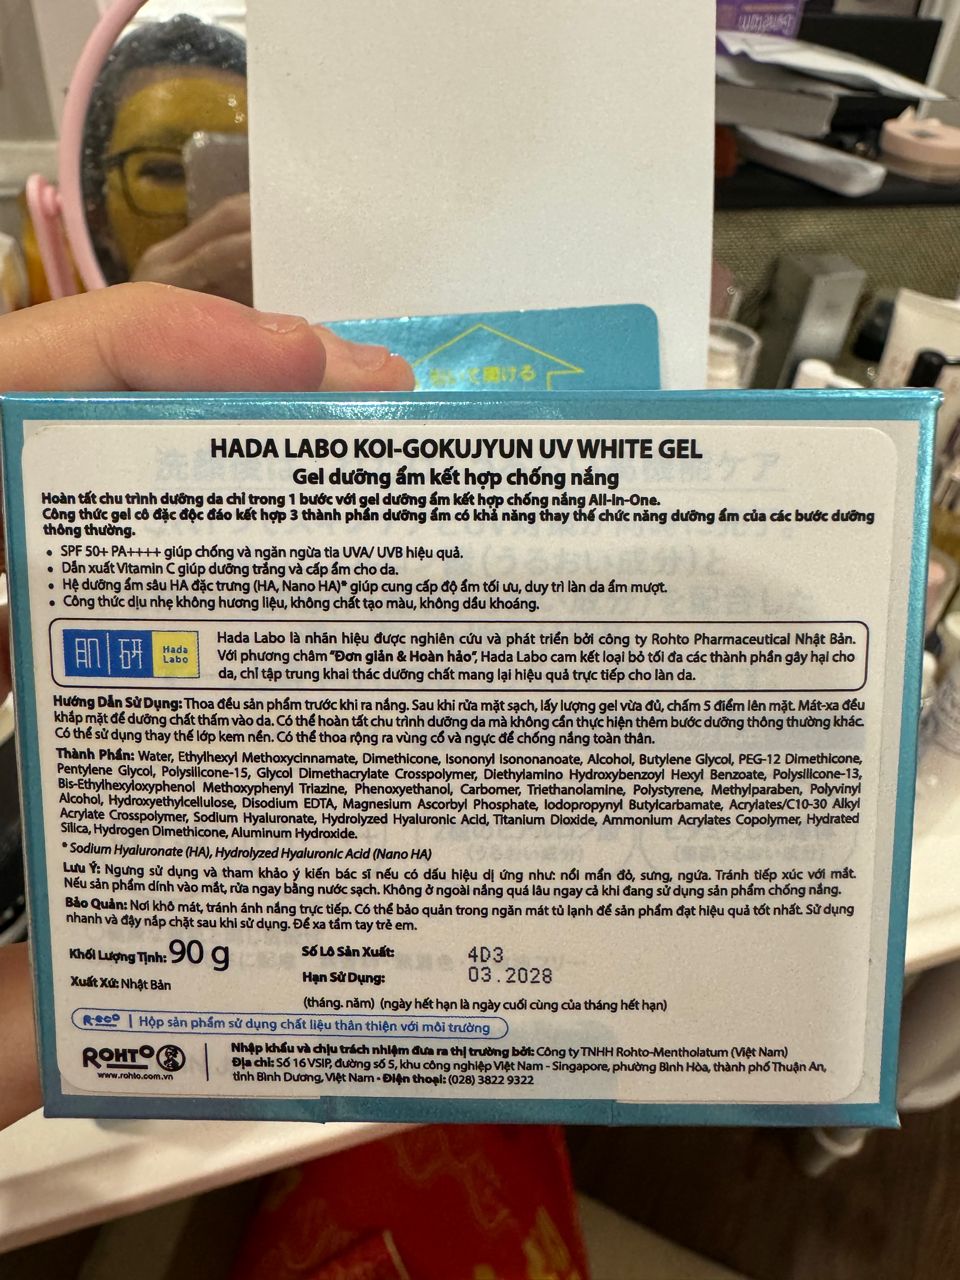 引いて開ける
HADA LABO KOI-GOKUJYUN UV WHITE GEL
Gel dưỡng ẩm kết hợp chống nắng
Hoàn tất chu trình dưỡng da chỉ trong 1 bước với gel dưỡng ẩm kết hợp chống nắng All-In-One.
Công thức gel cô đặc độc đáo kết hợp 3 thành phần dưỡng ẩm có khả năng thay thế chức năng dưỡng ẩm của các bước dưỡng
thông thường.
• SPF 50+ PA++++ giúp chống và ngăn ngừa tia UVA/ UVB hiệu quả.
• Dẫn xuất Vitamin C giúp dưỡng trắng và cấp ẩm cho da.
• Hệ dưỡng ẩm sâu HA đặc trưng (HA, Nano HA)* giúp cung cấp độ ẩm tối ưu, duy trì làn da ẩm mượt.
• Công thức dịu nhẹ không hương liệu, không chất tạo màu, không dầu khoáng.
肌研 Hada Labo
Hada Labo là nhãn hiệu được nghiên cứu và phát triển bởi công ty Rohto Pharmaceutical Nhật Bản.
Với phương châm "Đơn giản & Hoàn hảo", Hada Labo cam kết loại bỏ tối đa các thành phần gây hại cho
da, chỉ tập trung khai thác dưỡng chất mang lại hiệu quả trực tiếp cho làn da.
Hướng Dẫn Sử Dụng: Thoa đều sản phẩm trước khi ra nắng. Sau khi rửa mặt sạch, lấy lượng gel vừa đủ, chấm 5 điểm lên mặt. Mát-xa đều
khắp mặt để dưỡng chất thấm vào da. Có thể hoàn tất chu trình dưỡng da mà không cần thực hiện thêm bước dưỡng thông thường khác.
Có thể sử dụng thay thế lớp kem nền. Có thể thoa rộng ra vùng cổ và ngực để chống nắng toàn thân.
Thành Phần: Water, Ethylhexyl Methoxycinnamate, Dimethicone, Isononyl Isononanoate, Alcohol, Butylene Glycol, PEG-12 Dimethicone,
Pentylene Glycol, Polysilicone-15, Glycol Dimethacrylate Crosspolymer, Diethylamino Hydroxybenzoyl Hexyl Benzoate, Polysilicone-13,
Bis-Ethylhexyloxyphenol Methoxyphenyl Triazine, Phenoxyethanol, Carbomer, Triethanolamine, Polystyrene, Methylparaben, Polyvinyl
Alcohol, Hydroxyethylcellulose, Disodium EDTA, Magnesium Ascorbyl Phosphate, Iodopropynyl Butylcarbamate, Acrylates/C10-30 Alkyl
Acrylate Crosspolymer, Sodium Hyaluronate, Hydrolyzed Hyaluronic Acid, Titanium Dioxide, Ammonium Acrylates Copolymer, Hydrated
Silica, Hydrogen Dimethicone, Aluminum Hydroxide.
* Sodium Hyaluronate (HA), Hydrolyzed Hyaluronic Acid (Nano HA)
Lưu Ý: Ngưng sử dụng và tham khảo ý kiến bác sĩ nếu có dấu hiệu dị ứng như: nổi mẩn đỏ, sưng, ngứa. Tránh tiếp xúc với mắt.
Nếu sản phẩm dính vào mắt, rửa ngay bằng nước sạch. Không ở ngoài nắng quá lâu ngay cả khi đang sử dụng sản phẩm chống nắng.
Bảo Quản: Nơi khô mát, tránh ánh nắng trực tiếp. Có thể bảo quản trong ngăn mát tủ lạnh để sản phẩm đạt hiệu quả tốt nhất. Sử dụng
nhanh và đậy nắp chặt sau khi sử dụng. Để xa tầm tay trẻ em.
Khối Lượng Tịnh: 90 g
Số Lô Sản Xuất: 4D3
Xuất Xứ: Nhật Bản
Hạn Sử Dụng: 03.2028
(tháng. năm) (ngày hết hạn là ngày cuối cùng của tháng hết hạn)
R-eco | Hộp sản phẩm sử dụng chất liệu thân thiện với môi trường
ROHTO
www.rohto.com.vn
Nhập khẩu và chịu trách nhiệm đưa ra thị trường bởi: Công ty TNHH Rohto-Mentholatum (Việt Nam)
Địa chỉ: Số 16 VSIP, đường số 5, khu công nghiệp Việt Nam - Singapore, phường Bình Hòa, thành phố Thuận An,
tỉnh Bình Dương, Việt Nam - Điện thoại: (028) 3822 9322